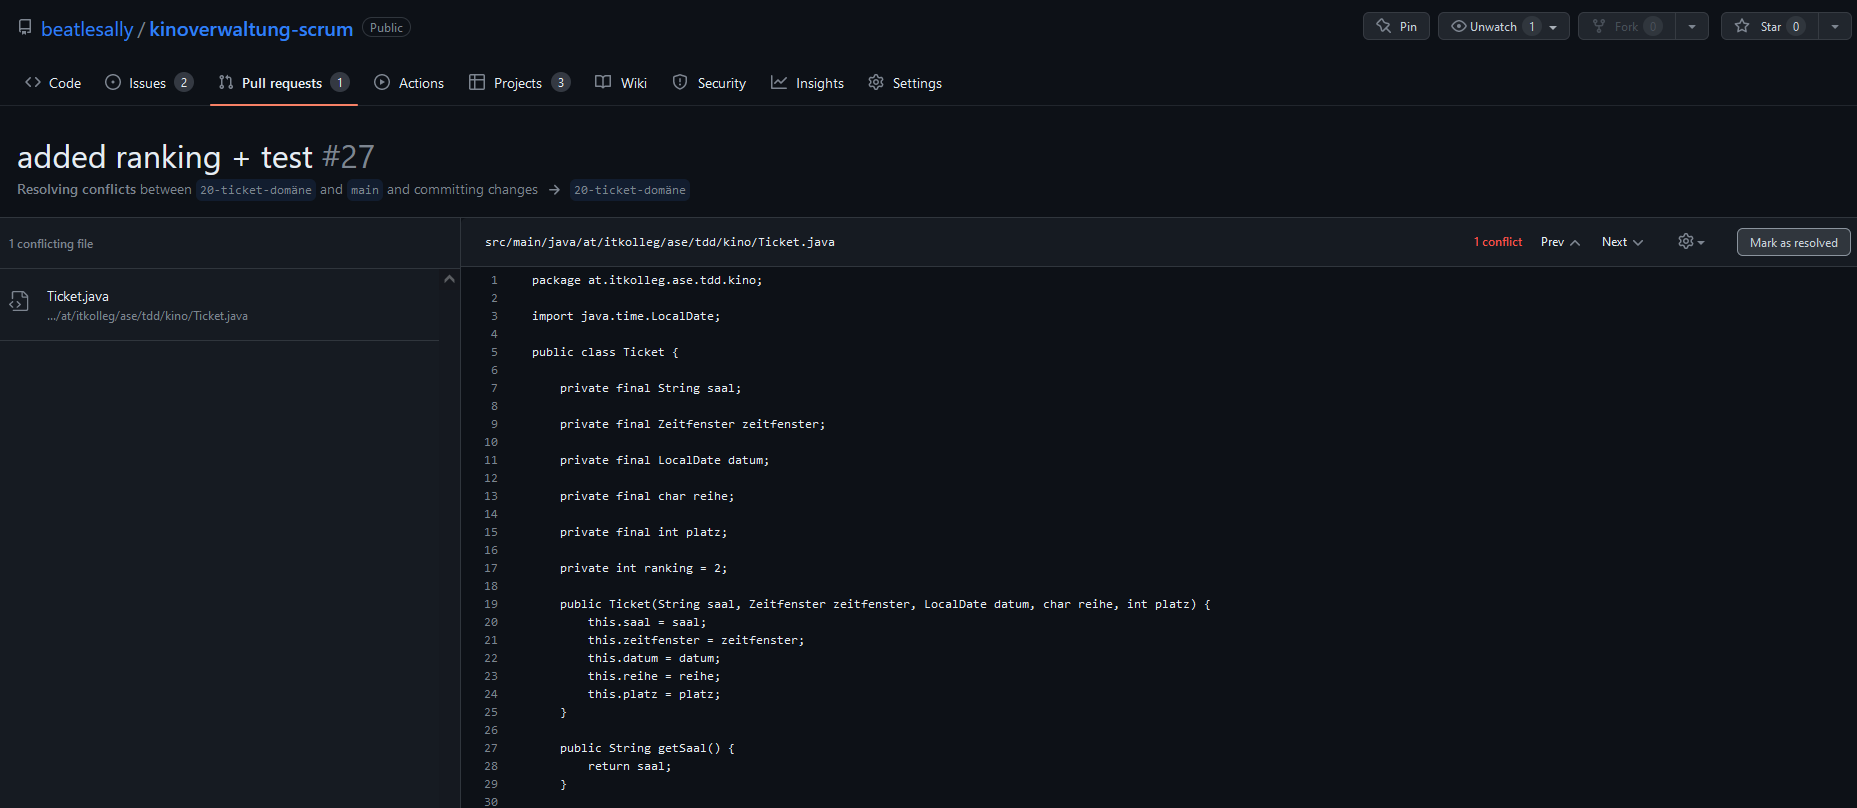 beatlesally / kinoverwaltung-scrum Public
Pin Unwatch 1 Fork 0 Star 0
Code Issues 2 Pull requests 1 Actions Projects 3 Wiki Security Insights Settings
added ranking + test #27
Resolving conflicts between 20-ticket-domäne and main and committing changes → 20-ticket-domäne
1 conflicting file
Ticket.java
.../at/itkolleg/ase/tdd/kino/Ticket.java
src/main/java/at/itkolleg/ase/tdd/kino/Ticket.java 1 conflict Prev Next Mark as resolved
1 package at.itkolleg.ase.tdd.kino;
2
3 import java.time.LocalDate;
4
5 public class Ticket {
6
7 private final String saal;
8
9 private final Zeitfenster zeitfenster;
10
11 private final LocalDate datum;
12
13 private final char reihe;
14
15 private final int platz;
16
17 private int ranking = 2;
18
19 public Ticket(String saal, Zeitfenster zeitfenster, LocalDate datum, char reihe, int platz) {
20 this.saal = saal;
21 this.zeitfenster = zeitfenster;
22 this.datum = datum;
23 this.reihe = reihe;
24 this.platz = platz;
25 }
26
27 public String getSaal() {
28 return saal;
29 }
30